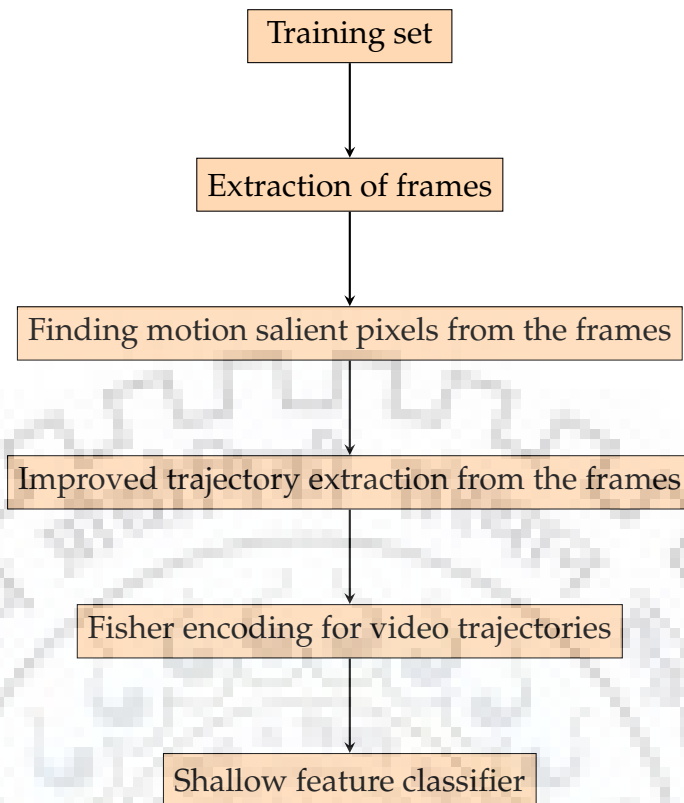 Training set
Extraction of frames
Finding motion salient pixels from the frames
Improved trajectory extraction from the frames
Fisher encoding for video trajectories
Shallow feature classifier